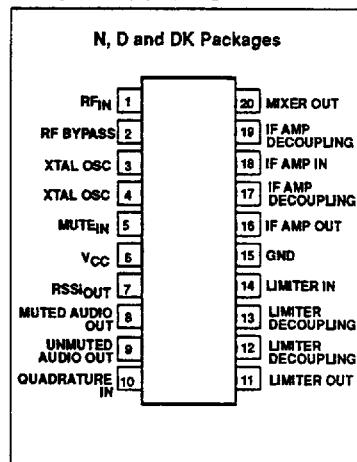 N, D and DK Packages
RFIN 1
RF BYPASS 2
XTAL OSC 3
XTAL OSC 4
MUTEIN 5
VCC 6
RSSIOUT 7
MUTED AUDIO
OUT 8
UNMUTED
AUDIO OUT 9
QUADRATURE
IN 10
20 MIXER OUT
19 IF AMP
DECOUPLING
18 IF AMP IN
17 IF AMP
DECOUPLING
16 IF AMP OUT
15 GND
14 LIMITER IN
13 LIMITER
DECOUPLING
12 LIMITER
DECOUPLING
11 LIMITER OUT